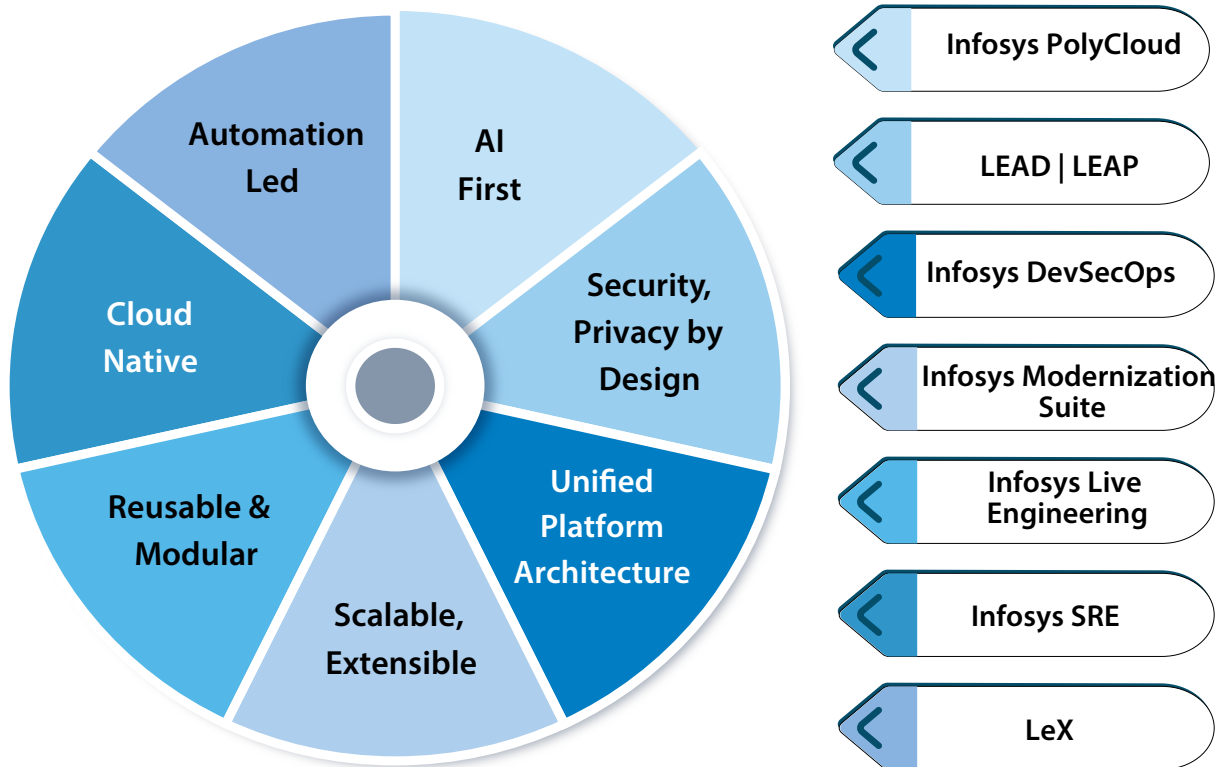 Automation
Led
AI
First
Security,
Privacy by
Design
Unified
Platform
Architecture
Scalable,
Extensible
Reusable &
Modular
Cloud
Native
Infosys PolyCloud
LEAD | LEAP
Infosys DevSecOps
Infosys Modernization
Suite
Infosys Live
Engineering
Infosys SRE
LeX